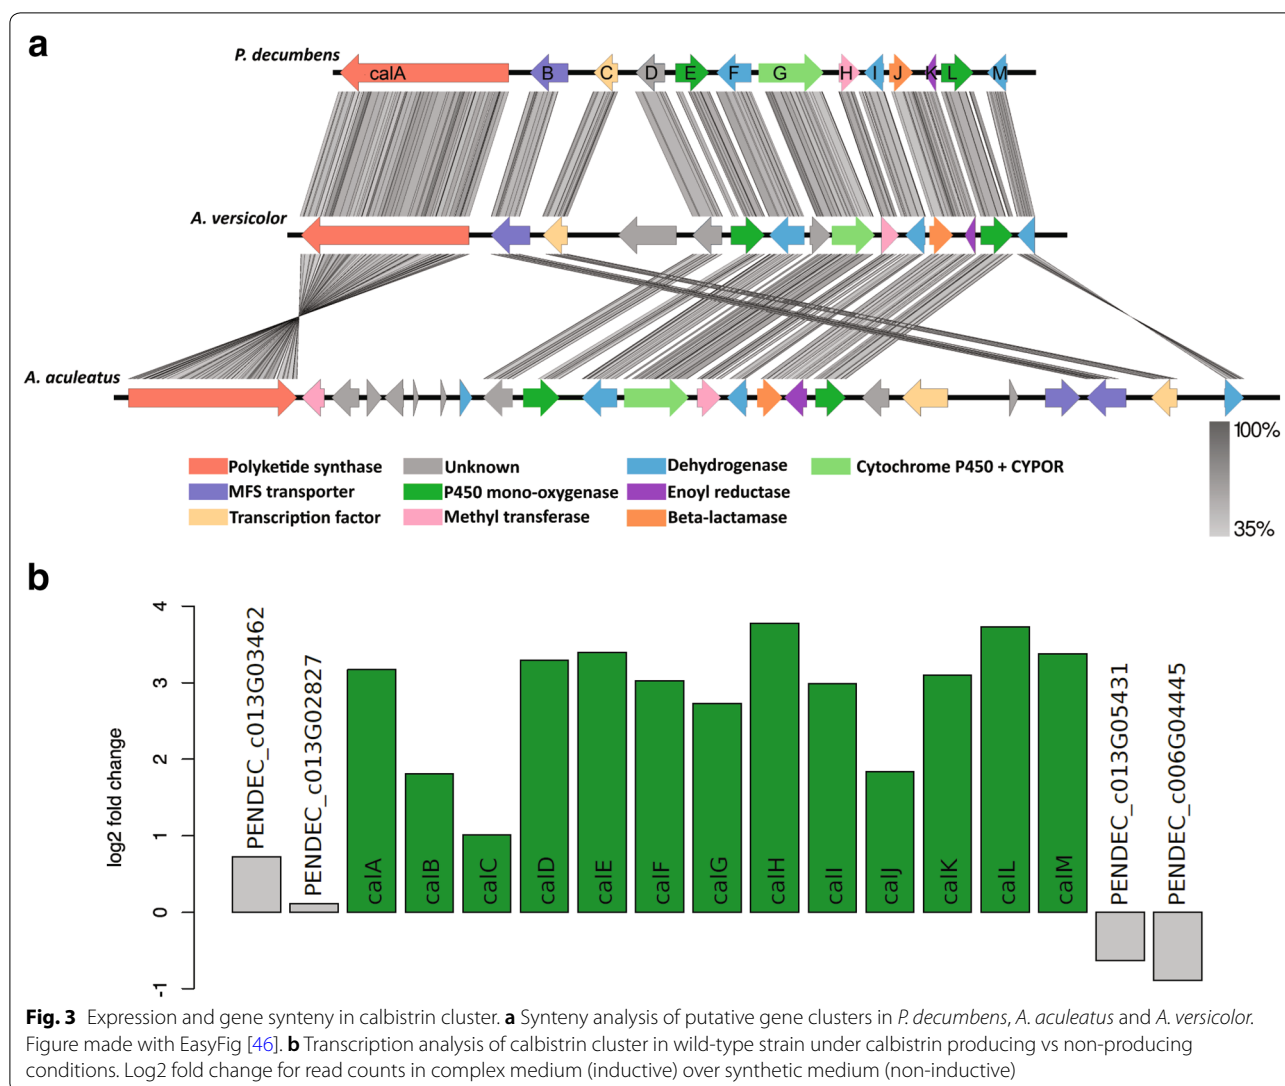 a
P. decumbens
calA B C D E F G H I J K L M
A. versicolor
A. aculeatus
100%
35%
Polyketide synthase
MFS transporter
Transcription factor
Unknown
P450 mono-oxygenase
Methyl transferase
Dehydrogenase
Enoyl reductase
Beta-lactamase
Cytochrome P450 + CYPOR
b
log2 fold change
4
3
2
1
0
-1
PENDEC_c013G03462
PENDEC_c013G02827
calA
calB
calC
calD
calE
calF
calG
calH
calI
calJ
calK
calL
calM
PENDEC_c013G05431
PENDEC_c006G04445
Fig. 3 Expression and gene synteny in calbistrin cluster. a Synteny analysis of putative gene clusters in P. decumbens, A. aculeatus and A. versicolor.
Figure made with EasyFig [46]. b Transcription analysis of calbistrin cluster in wild-type strain under calbistrin producing vs non-producing
conditions. Log2 fold change for read counts in complex medium (inductive) over synthetic medium (non-inductive)